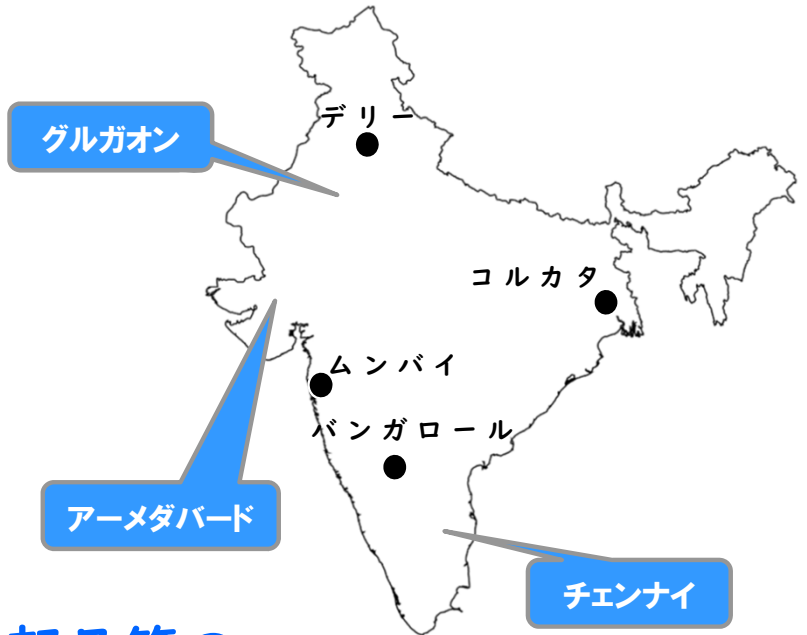 デリー
グルガオン
コルカタ
ムンバイ
バンガロール
アーメダバード
チェンナイ